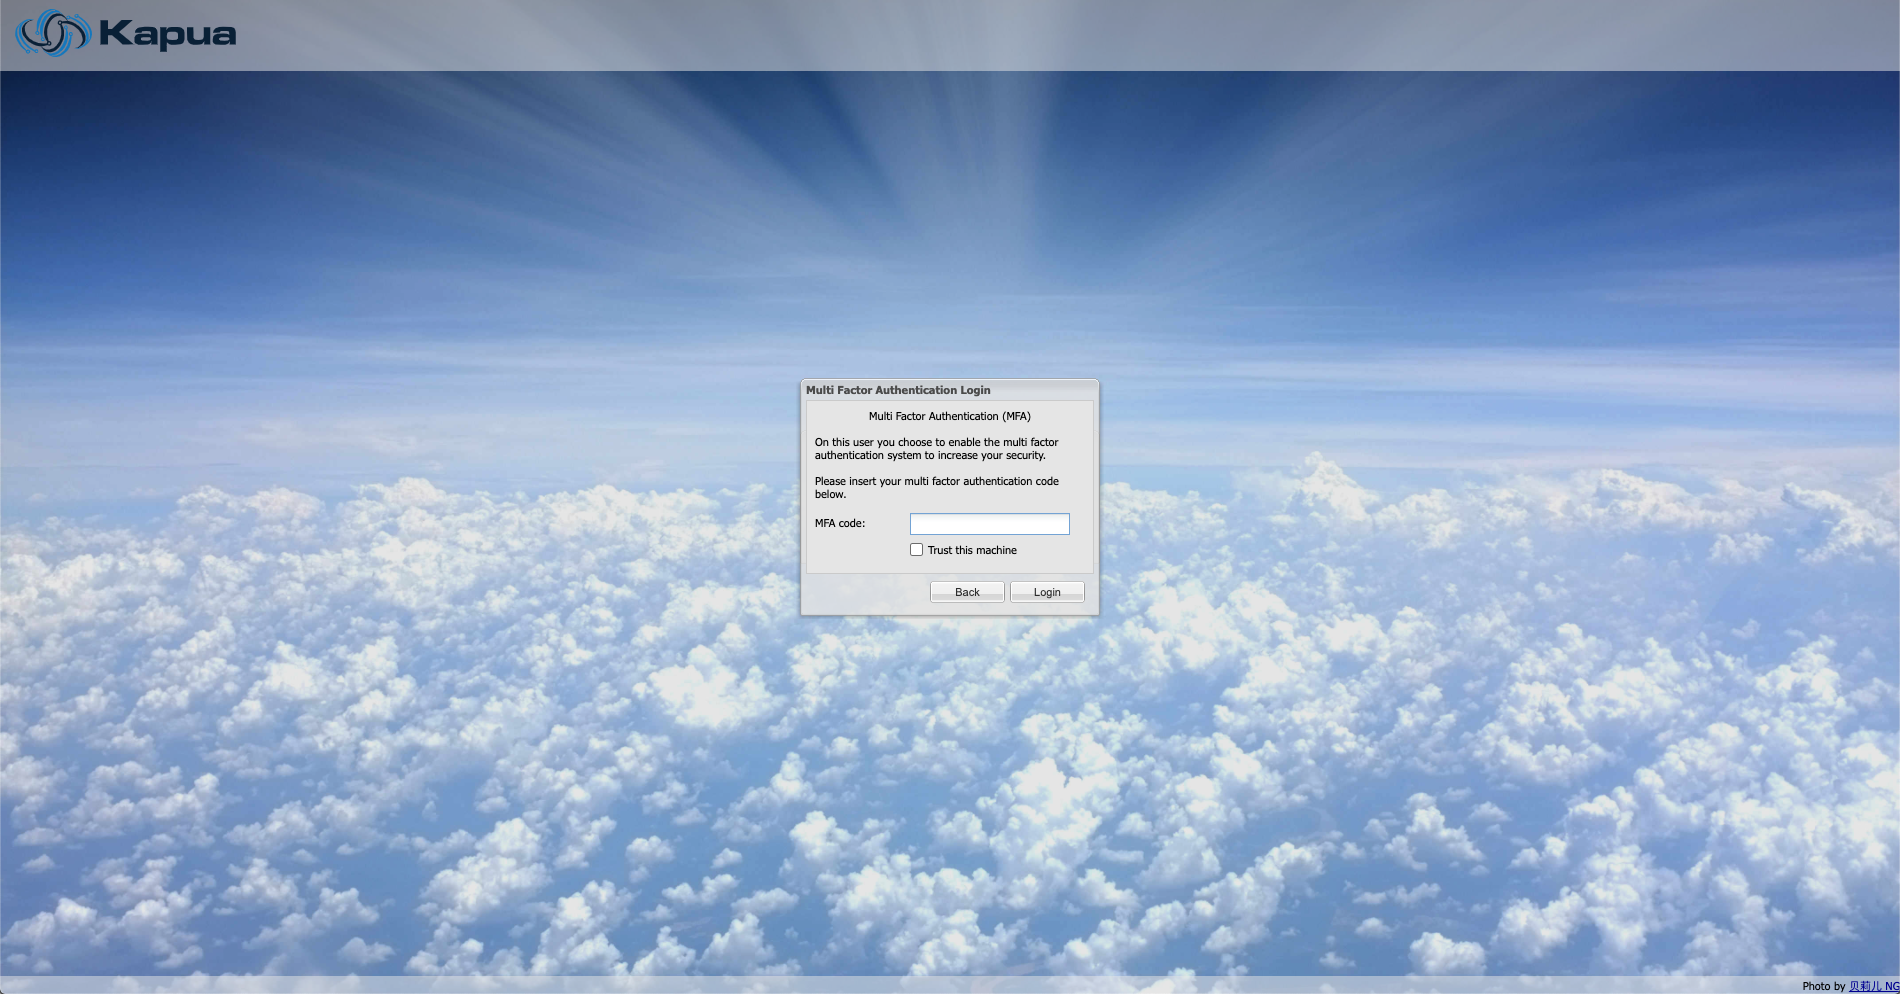 Kapua
Multi Factor Authentication Login
Multi Factor Authentication (MFA)
On this user you choose to enable the multi factor
authentication system to increase your security.
Please insert your multi factor authentication code
below.
MFA code:
Trust this machine
Back Login
Photo by 贝莉儿 NG